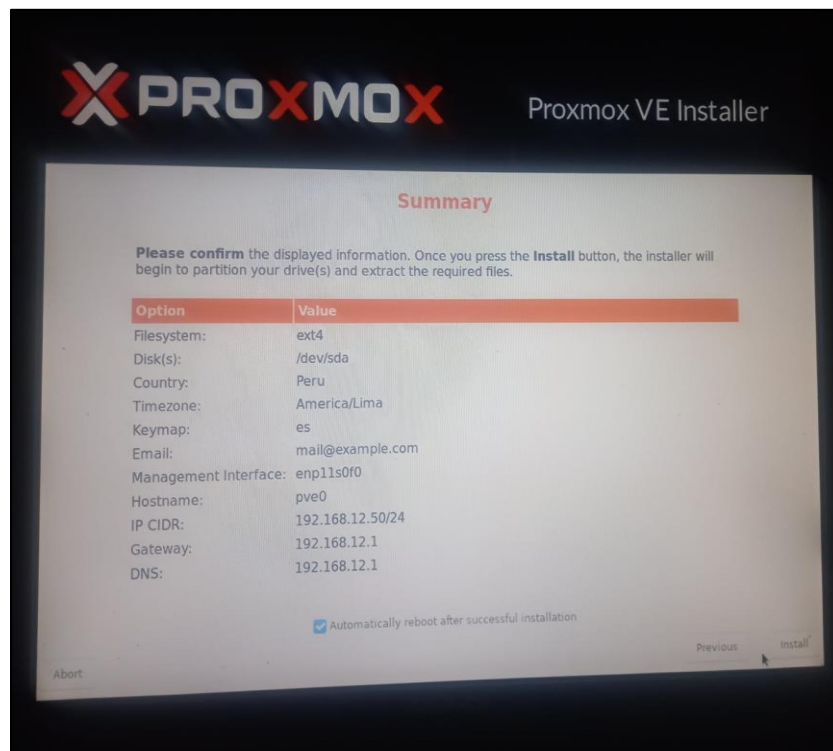 PROXMOX
Proxmox VE Installer
Summary
Please confirm the displayed information. Once you press the Install button, the installer will
begin to partition your drive(s) and extract the required files.
Option Value
Filesystem: ext4
Disk(s): /dev/sda
Country: Peru
Timezone: America/Lima
Keymap: es
Email: mail@example.com
Management Interface: enp11s0f0
Hostname: pve0
IP CIDR: 192.168.12.50/24
Gateway: 192.168.12.1
DNS: 192.168.12.1
Automatically reboot after successful installation
Abort Previous Install